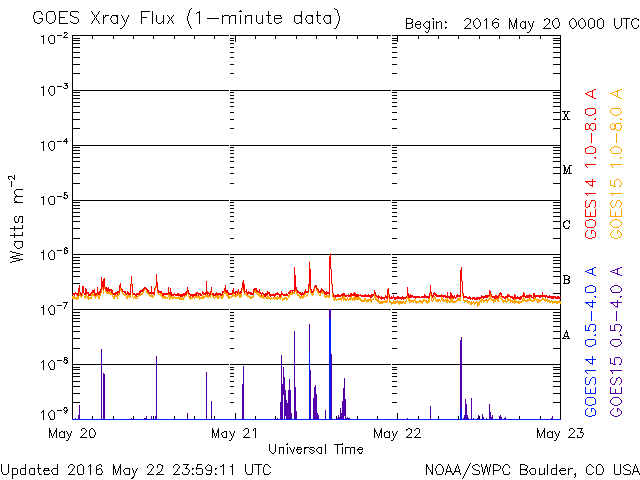 GOES Xray Flux (1-minute data)
Begin: 2016 May 20 0000 UTC
10⁻²
10⁻³
10⁻⁴
10⁻⁵
10⁻⁶
10⁻⁷
10⁻⁸
10⁻⁹
Watts m⁻²
X
M
C
B
A
GOES14 1.0-8.0 A
GOES15 1.0-8.0 A
GOES14 0.5-4.0 A
GOES15 0.5-4.0 A
May 20
May 21
May 22
May 23
Universal Time
Updated 2016 May 22 23:59:11 UTC
NOAA/SWPC Boulder, CO USA